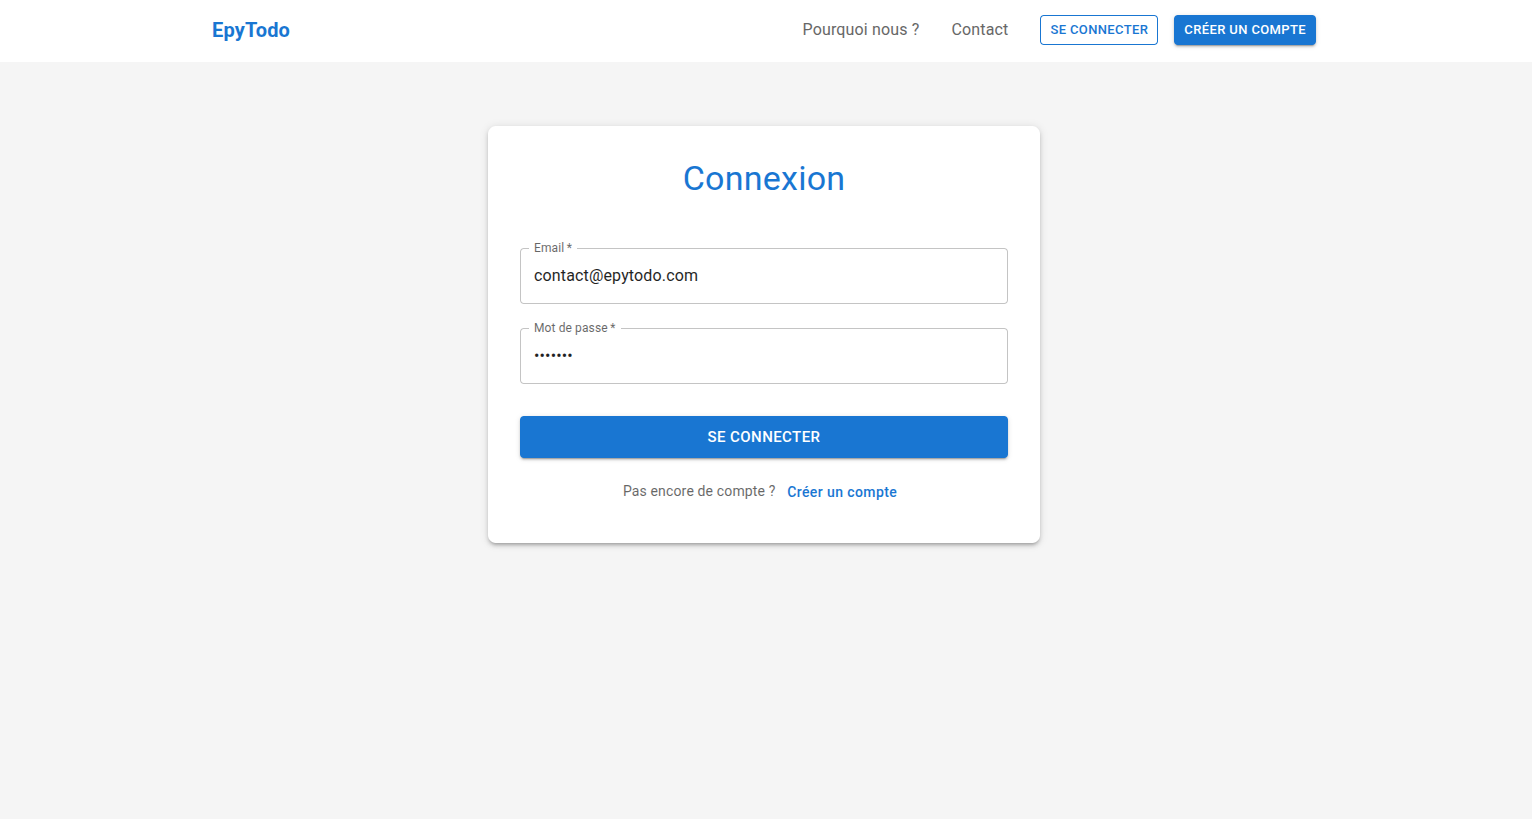 EpyTodo
Pourquoi nous ?
Contact
SE CONNECTER
CRÉER UN COMPTE
Connexion
Email *
contact@epytodo.com
Mot de passe *
•••••••
SE CONNECTER
Pas encore de compte ? Créer un compte